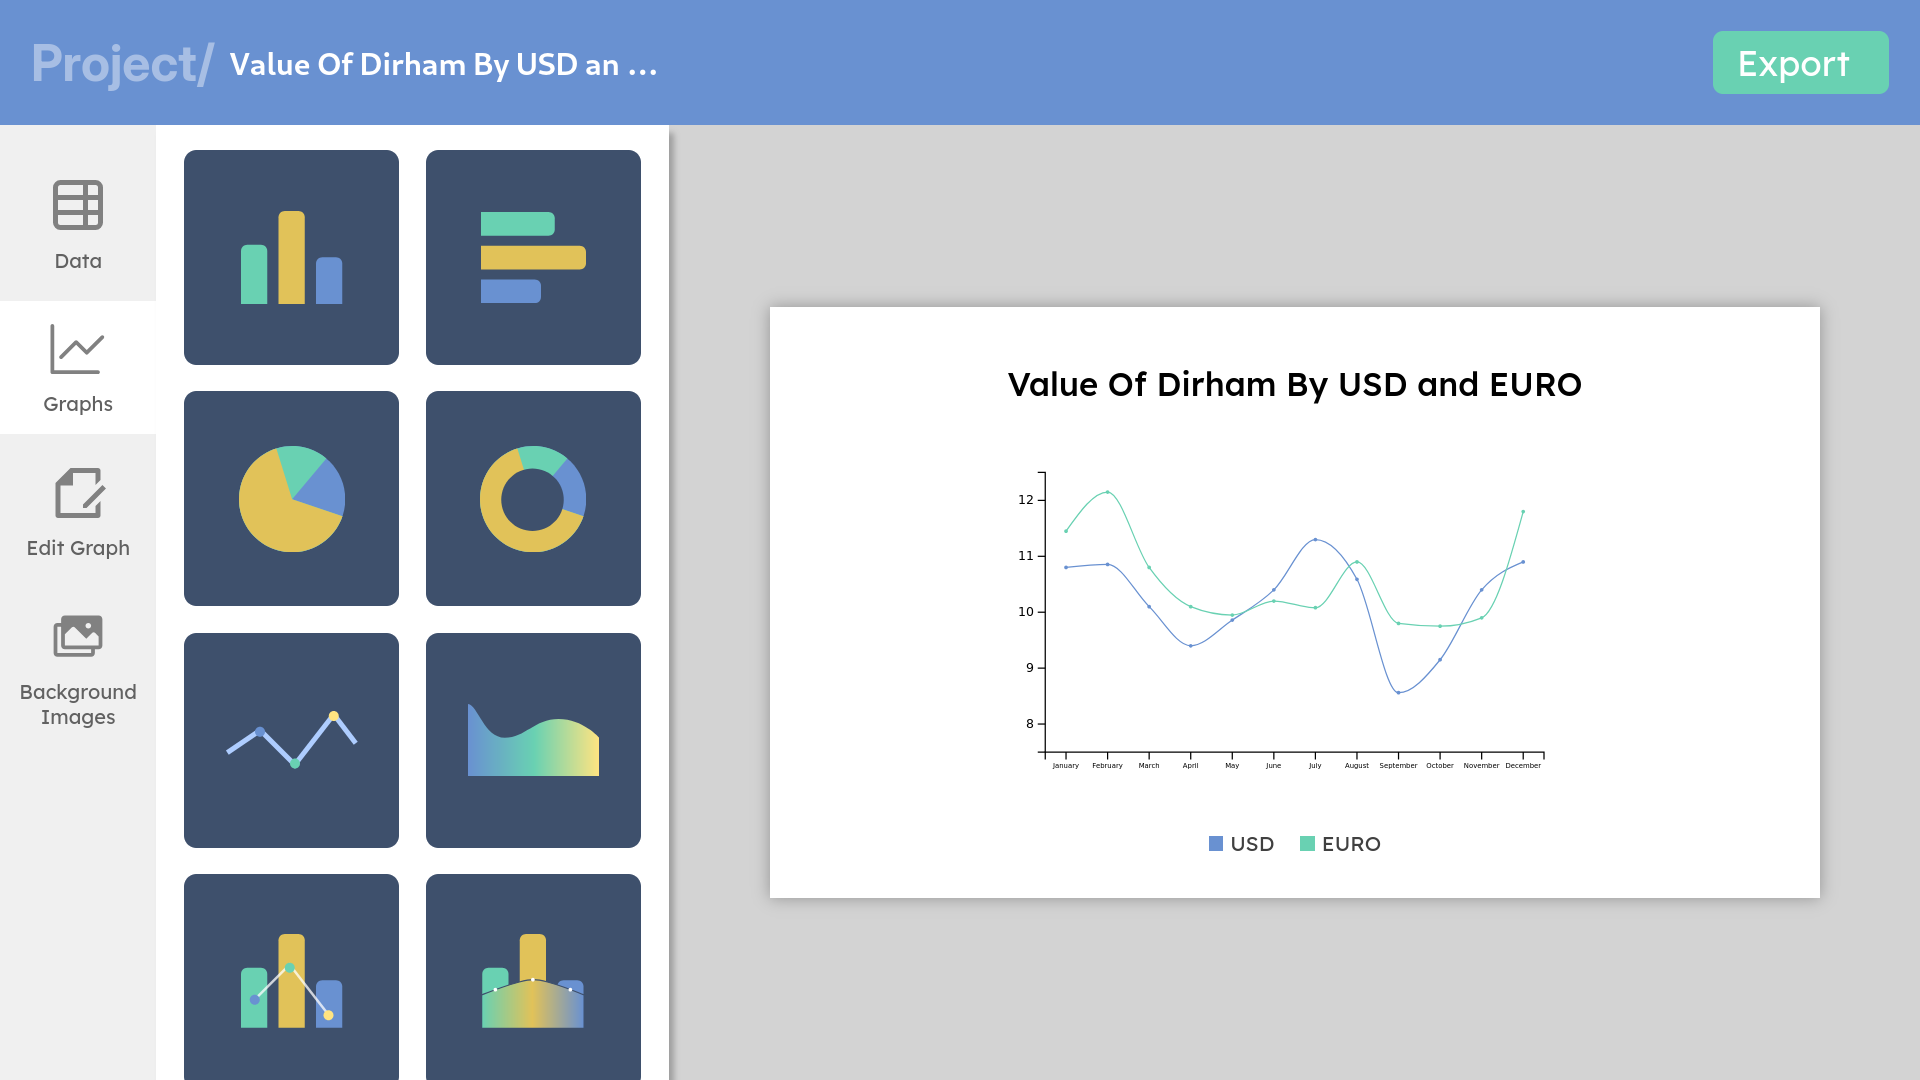 Project/ Value Of Dirham By USD an ...
Export
Data
Graphs
Edit Graph
Background
Images
Value Of Dirham By USD and EURO
12
11
10
9
8
January February March April May June July August September October November December
USD EURO